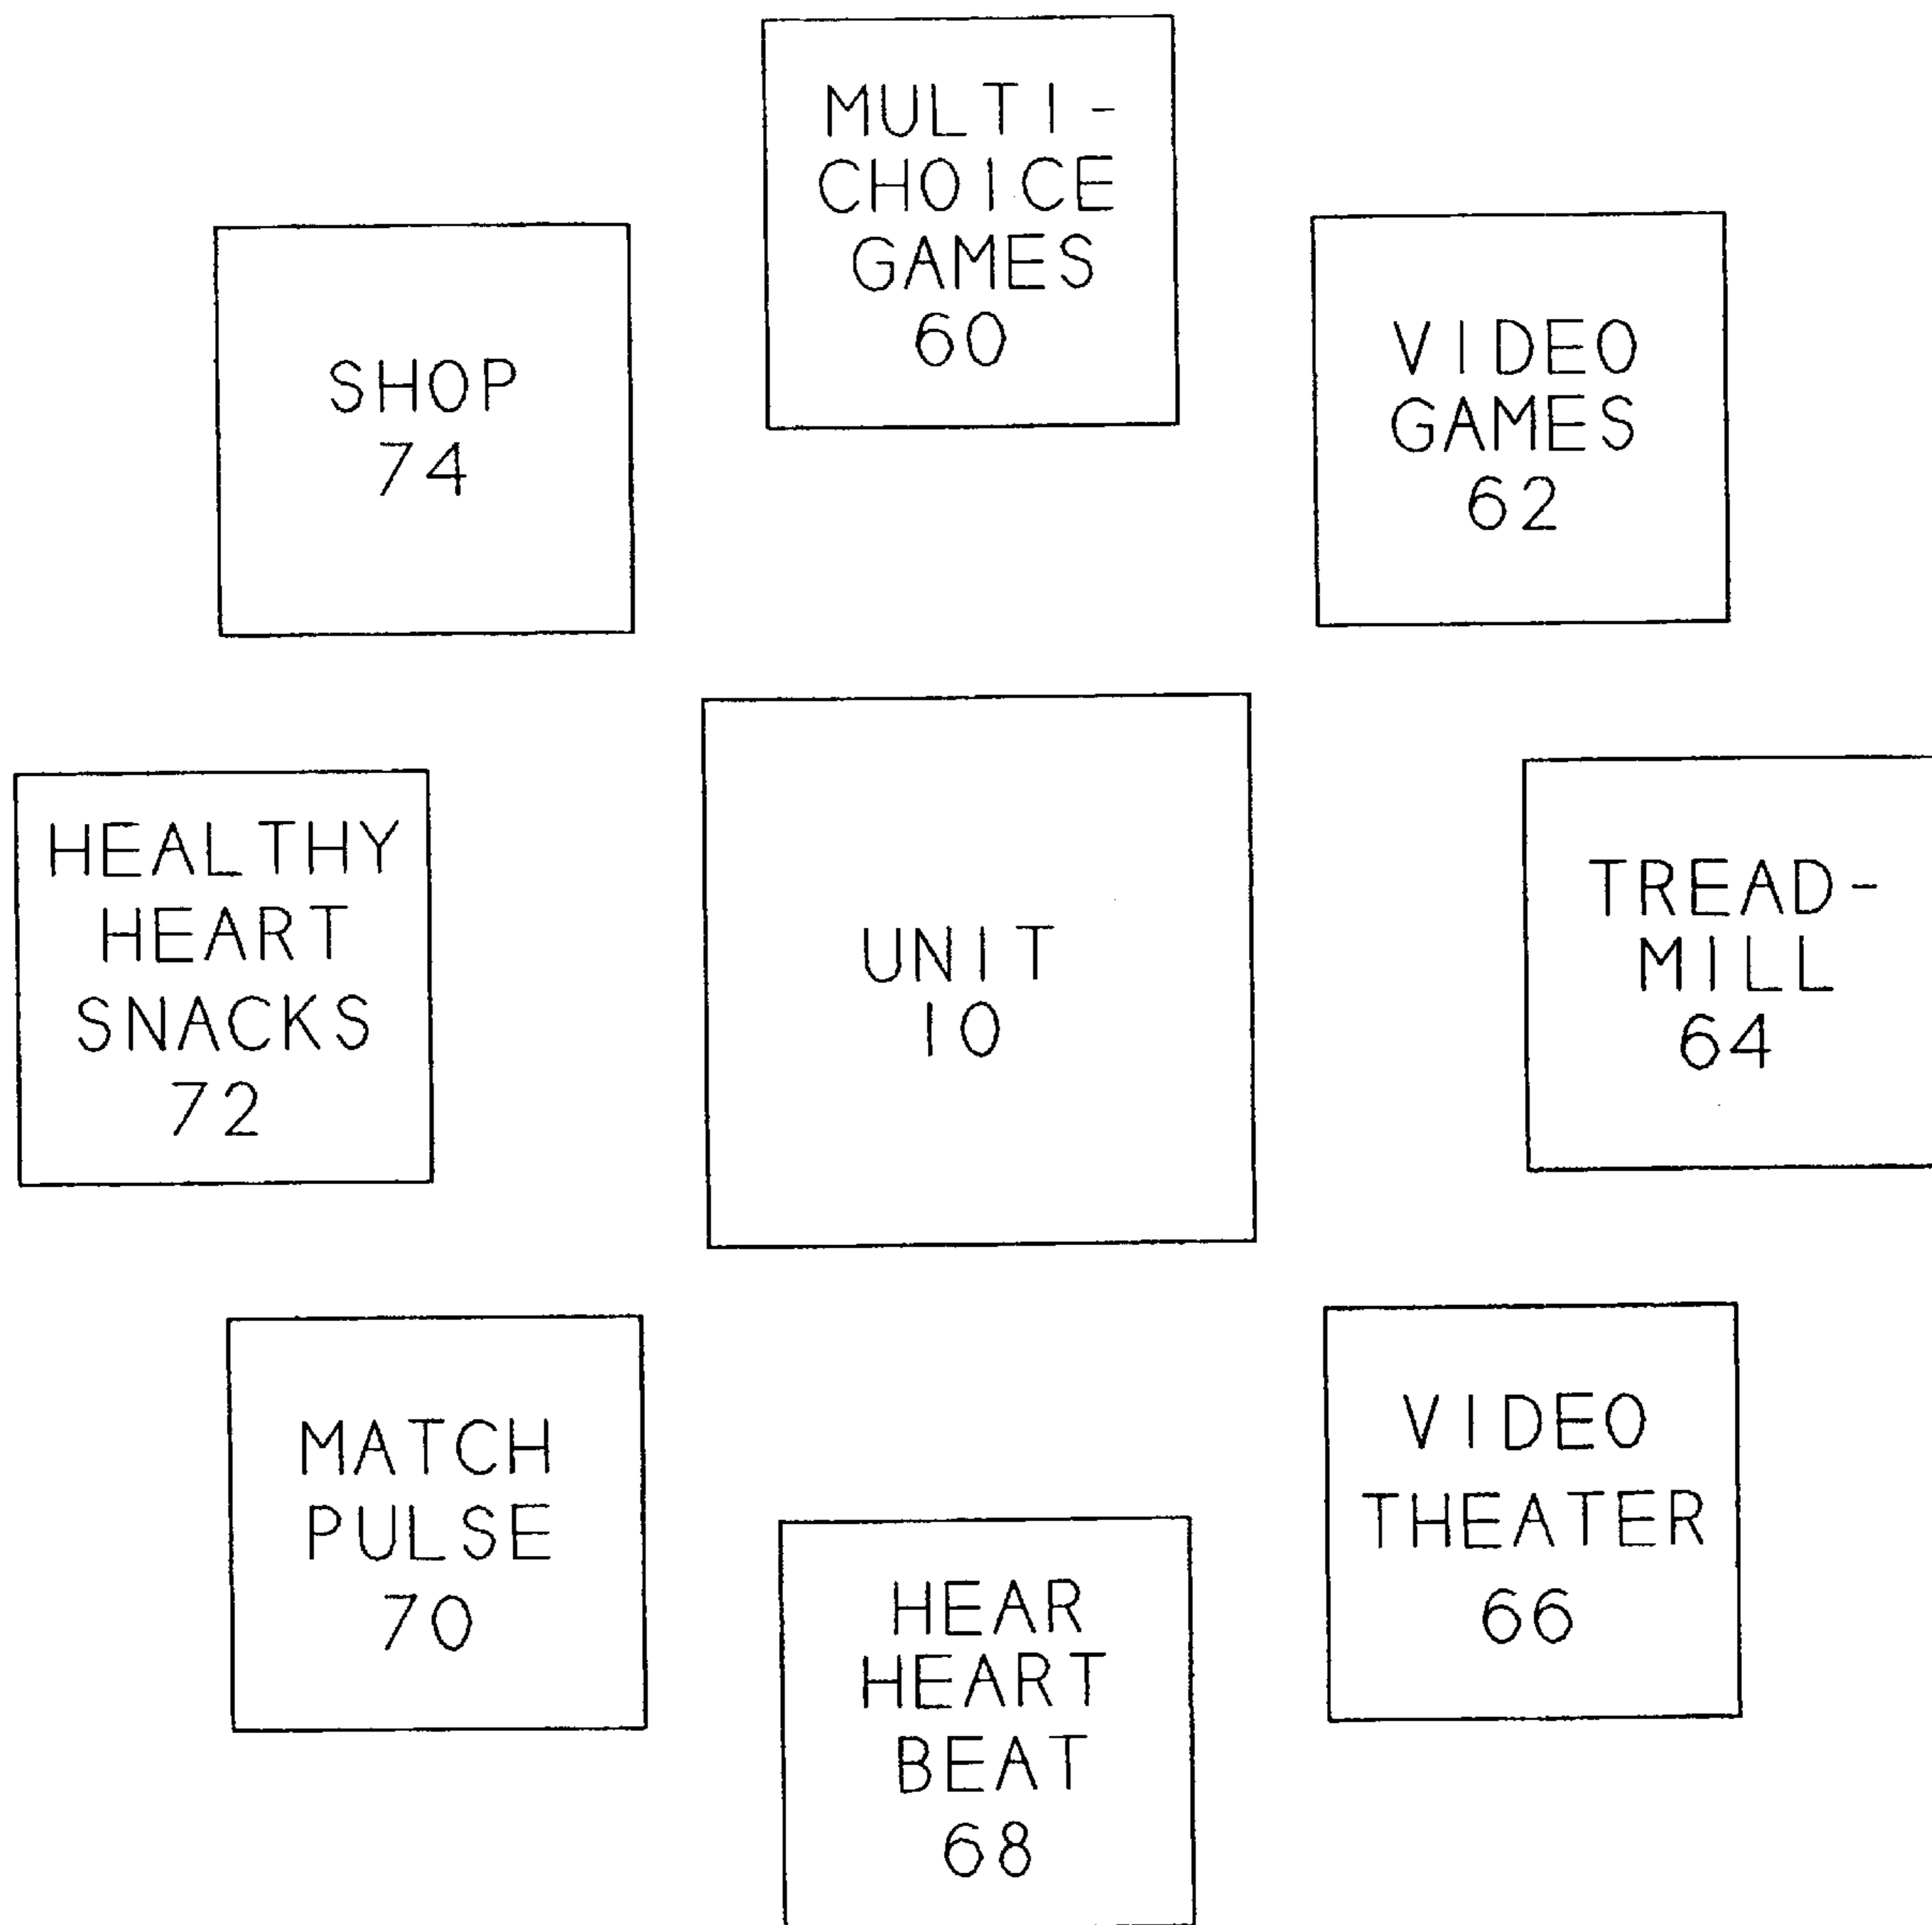 MULTI-
CHOICE
GAMES
60
SHOP
74
VIDEO
GAMES
62
HEALTHY
HEART
SNACKS
72
UNIT
10
TREAD-
MILL
64
MATCH
PULSE
70
HEAR
HEART
BEAT
68
VIDEO
THEATER
66